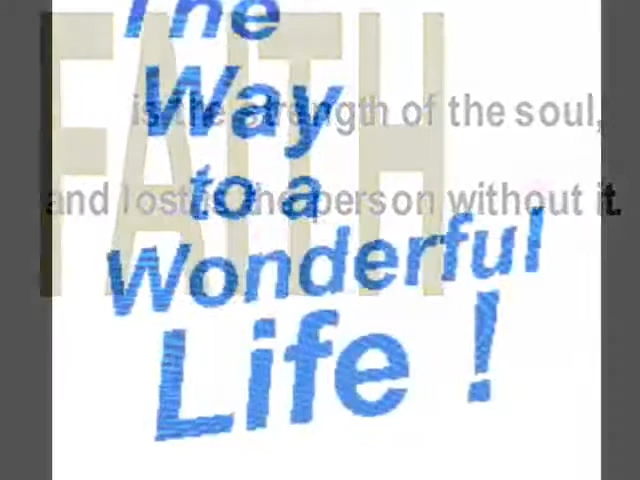 FAITH
is the strength of the soul,
and lost is the person without it.
The
Way
to a
Wonderful
Life !